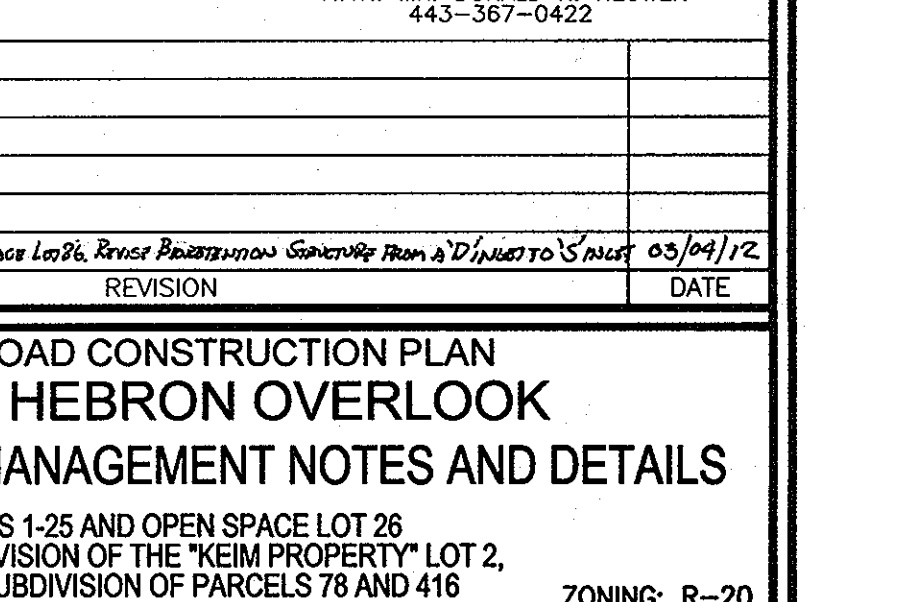 443-367-0422
LOT 26. REVISE BIORETENTION STRUCTURE FROM A 'D' INLET TO 'S' INLET 03/04/12
REVISION DATE
OAD CONSTRUCTION PLAN
HEBRON OVERLOOK
MANAGEMENT NOTES AND DETAILS
S 1-25 AND OPEN SPACE LOT 26
VISION OF THE "KEIM PROPERTY" LOT 2,
UBDIVISION OF PARCELS 78 AND 416
ZONING: R-20